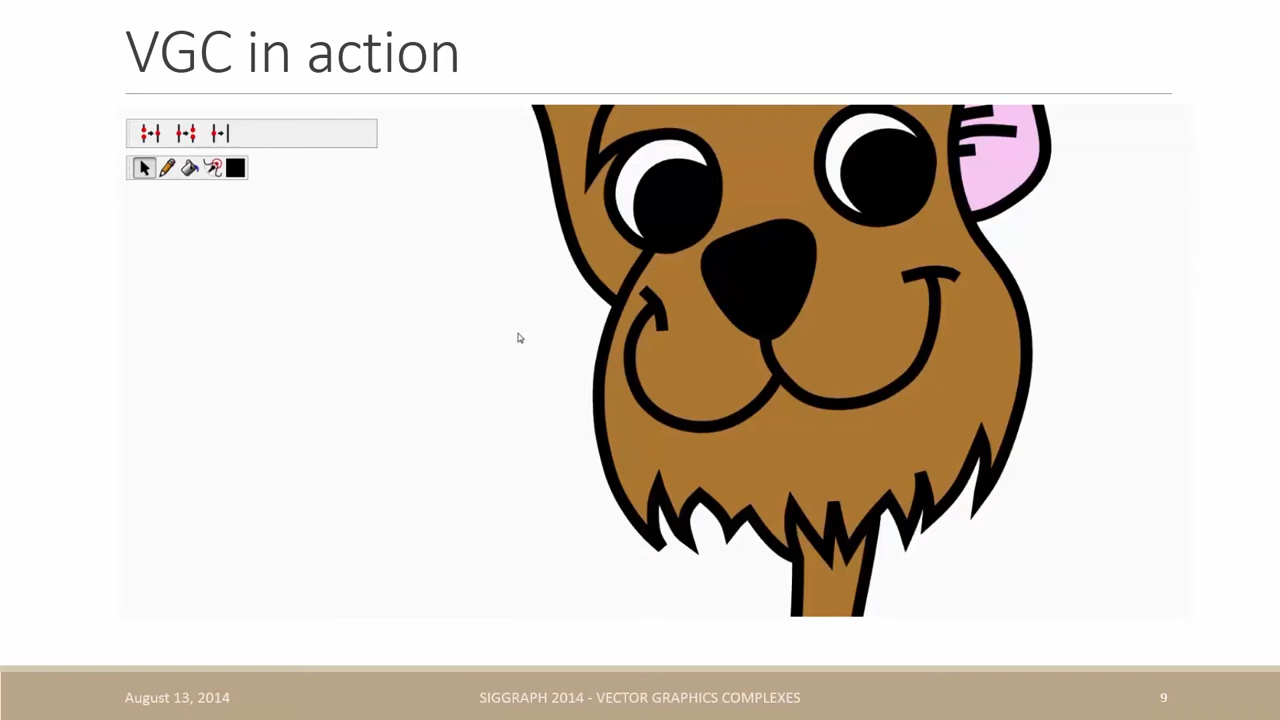 VGC in action
August 13, 2014
SIGGRAPH 2014 - VECTOR GRAPHICS COMPLEXES
9